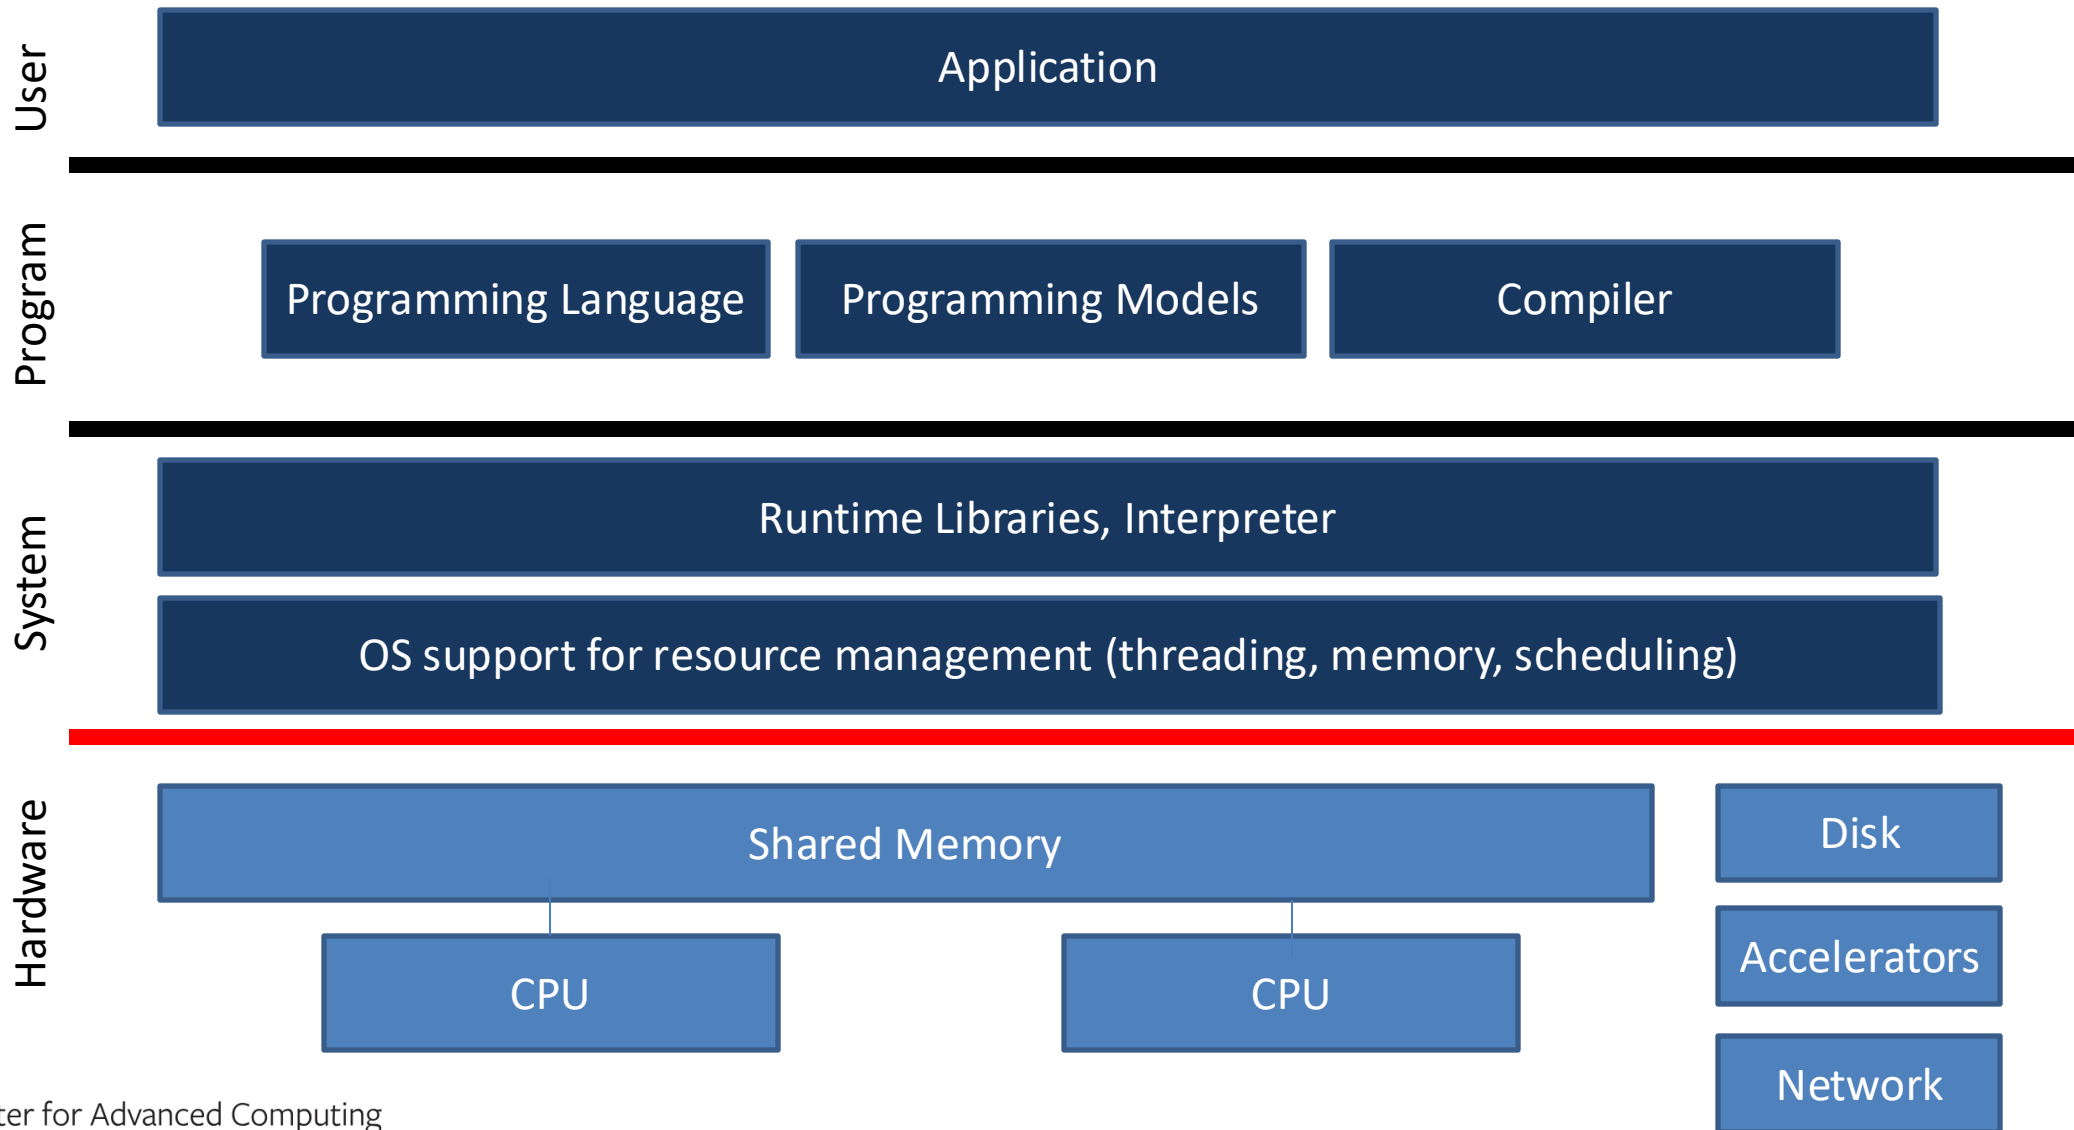 User
Application
Program
Programming Language
Programming Models
Compiler
System
Runtime Libraries, Interpreter
OS support for resource management (threading, memory, scheduling)
Hardware
Shared Memory
CPU
CPU
Disk
Accelerators
Network
for Advanced Computing